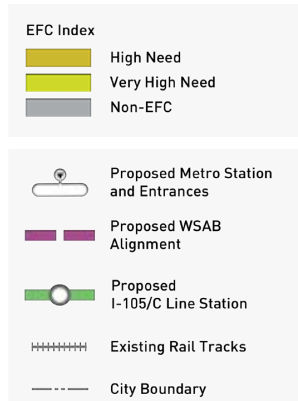 EFC Index
High Need
Very High Need
Non-EFC
Proposed Metro Station
and Entrances
Proposed WSAB
Alignment
Proposed
I-105/C Line Station
Existing Rail Tracks
City Boundary